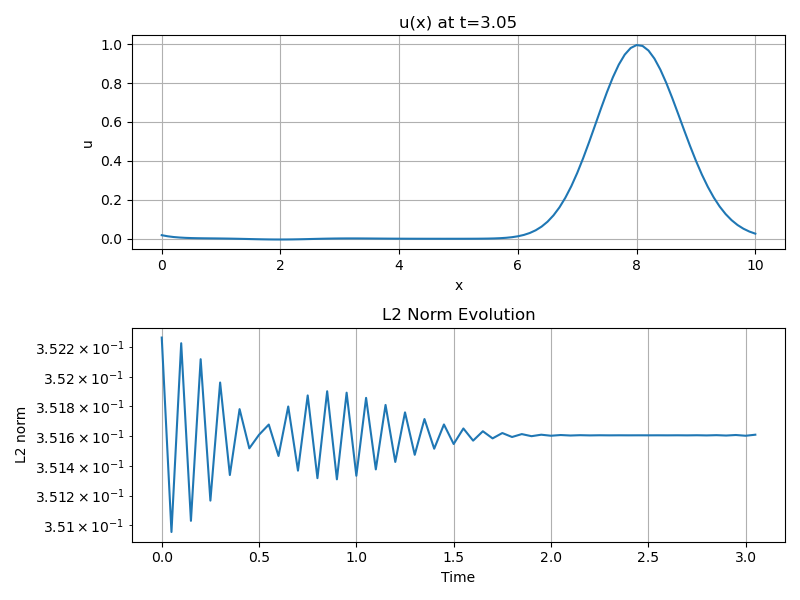 u(x) at t=3.05
1.0
0.8
0.6
0.4
0.2
0.0
u
0 2 4 6 8 10
x
L2 Norm Evolution
3.522 × 10⁻¹
3.52 × 10⁻¹
3.518 × 10⁻¹
3.516 × 10⁻¹
3.514 × 10⁻¹
3.512 × 10⁻¹
3.51 × 10⁻¹
L2 norm
0.0 0.5 1.0 1.5 2.0 2.5 3.0
Time